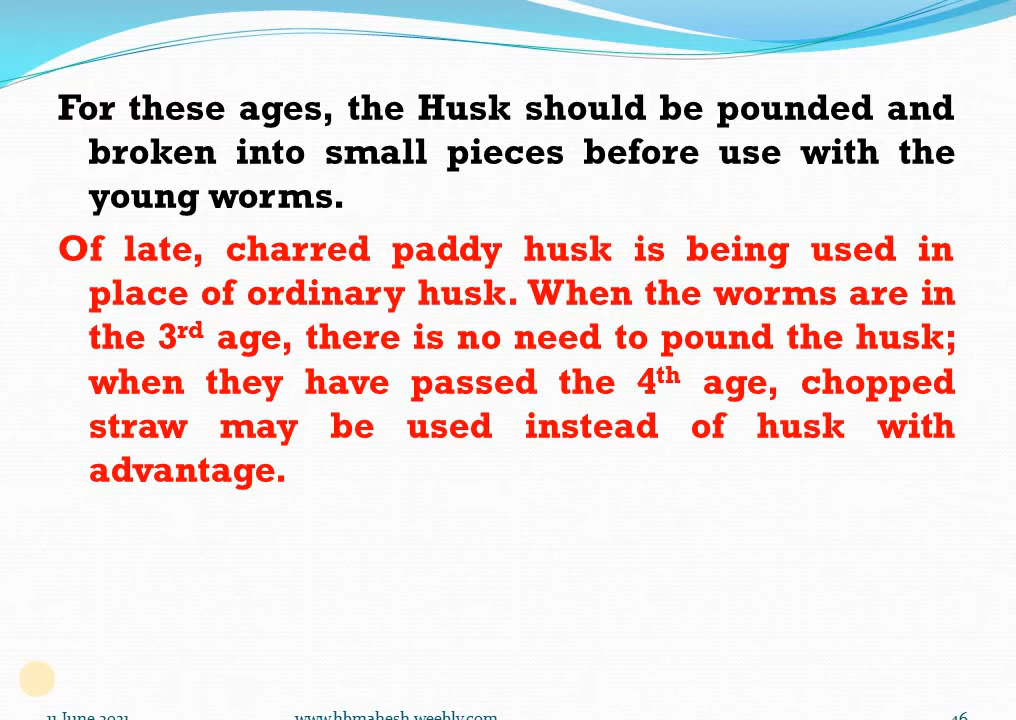 For these ages, the Husk should be pounded and
broken into small pieces before use with the
young worms.
Of late, charred paddy husk is being used in
place of ordinary husk. When the worms are in
the 3rd age, there is no need to pound the husk;
when they have passed the 4th age, chopped
straw may be used instead of husk with
advantage.
11 June 2021 www.hbmahesh.weebly.com 46